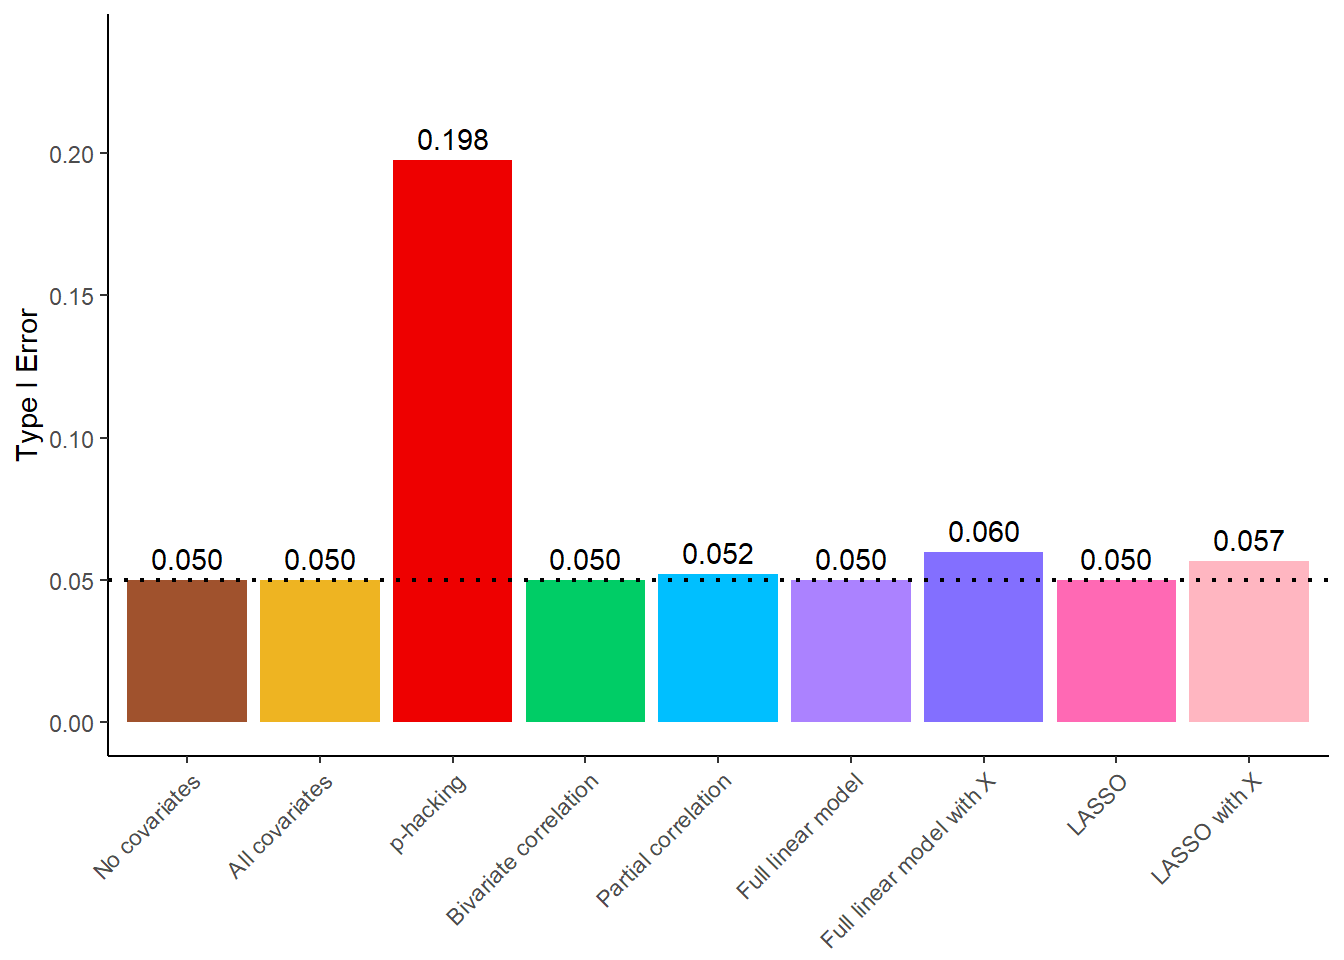 0.198
0.20
0.15
Type I Error
0.10
0.050
0.050
0.050
0.052
0.050
0.060
0.050
0.057
0.05
0.00
No covariates
All covariates
p-hacking
Bivariate correlation
Partial correlation
Full linear model
Full linear model with X
LASSO
LASSO with X